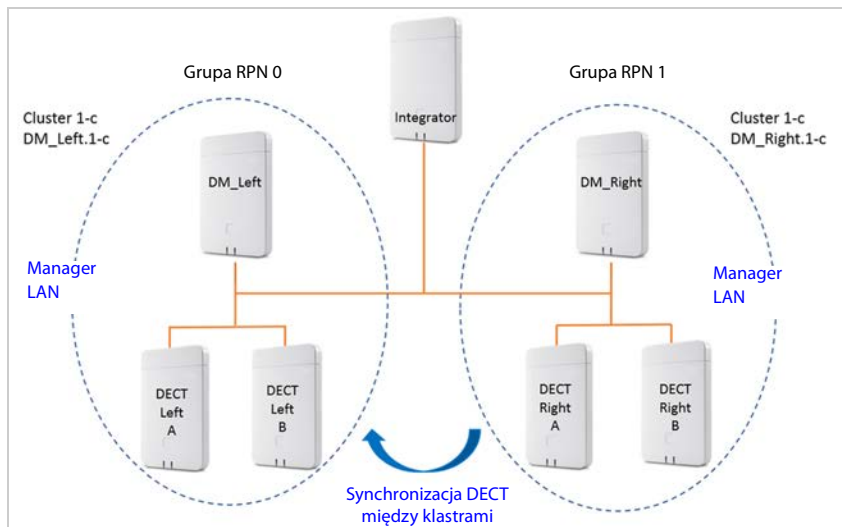 Grupa RPN 0
Grupa RPN 1
Cluster 1-c
DM_Left.1-c
Integrator
Cluster 1-c
DM_Right.1-c
DM_Left
DM_Right
Manager
LAN
Manager
LAN
DECT
Left
A
DECT
Left
B
DECT
Right
A
DECT
Right
B
Synchronizacja DECT
między klastrami